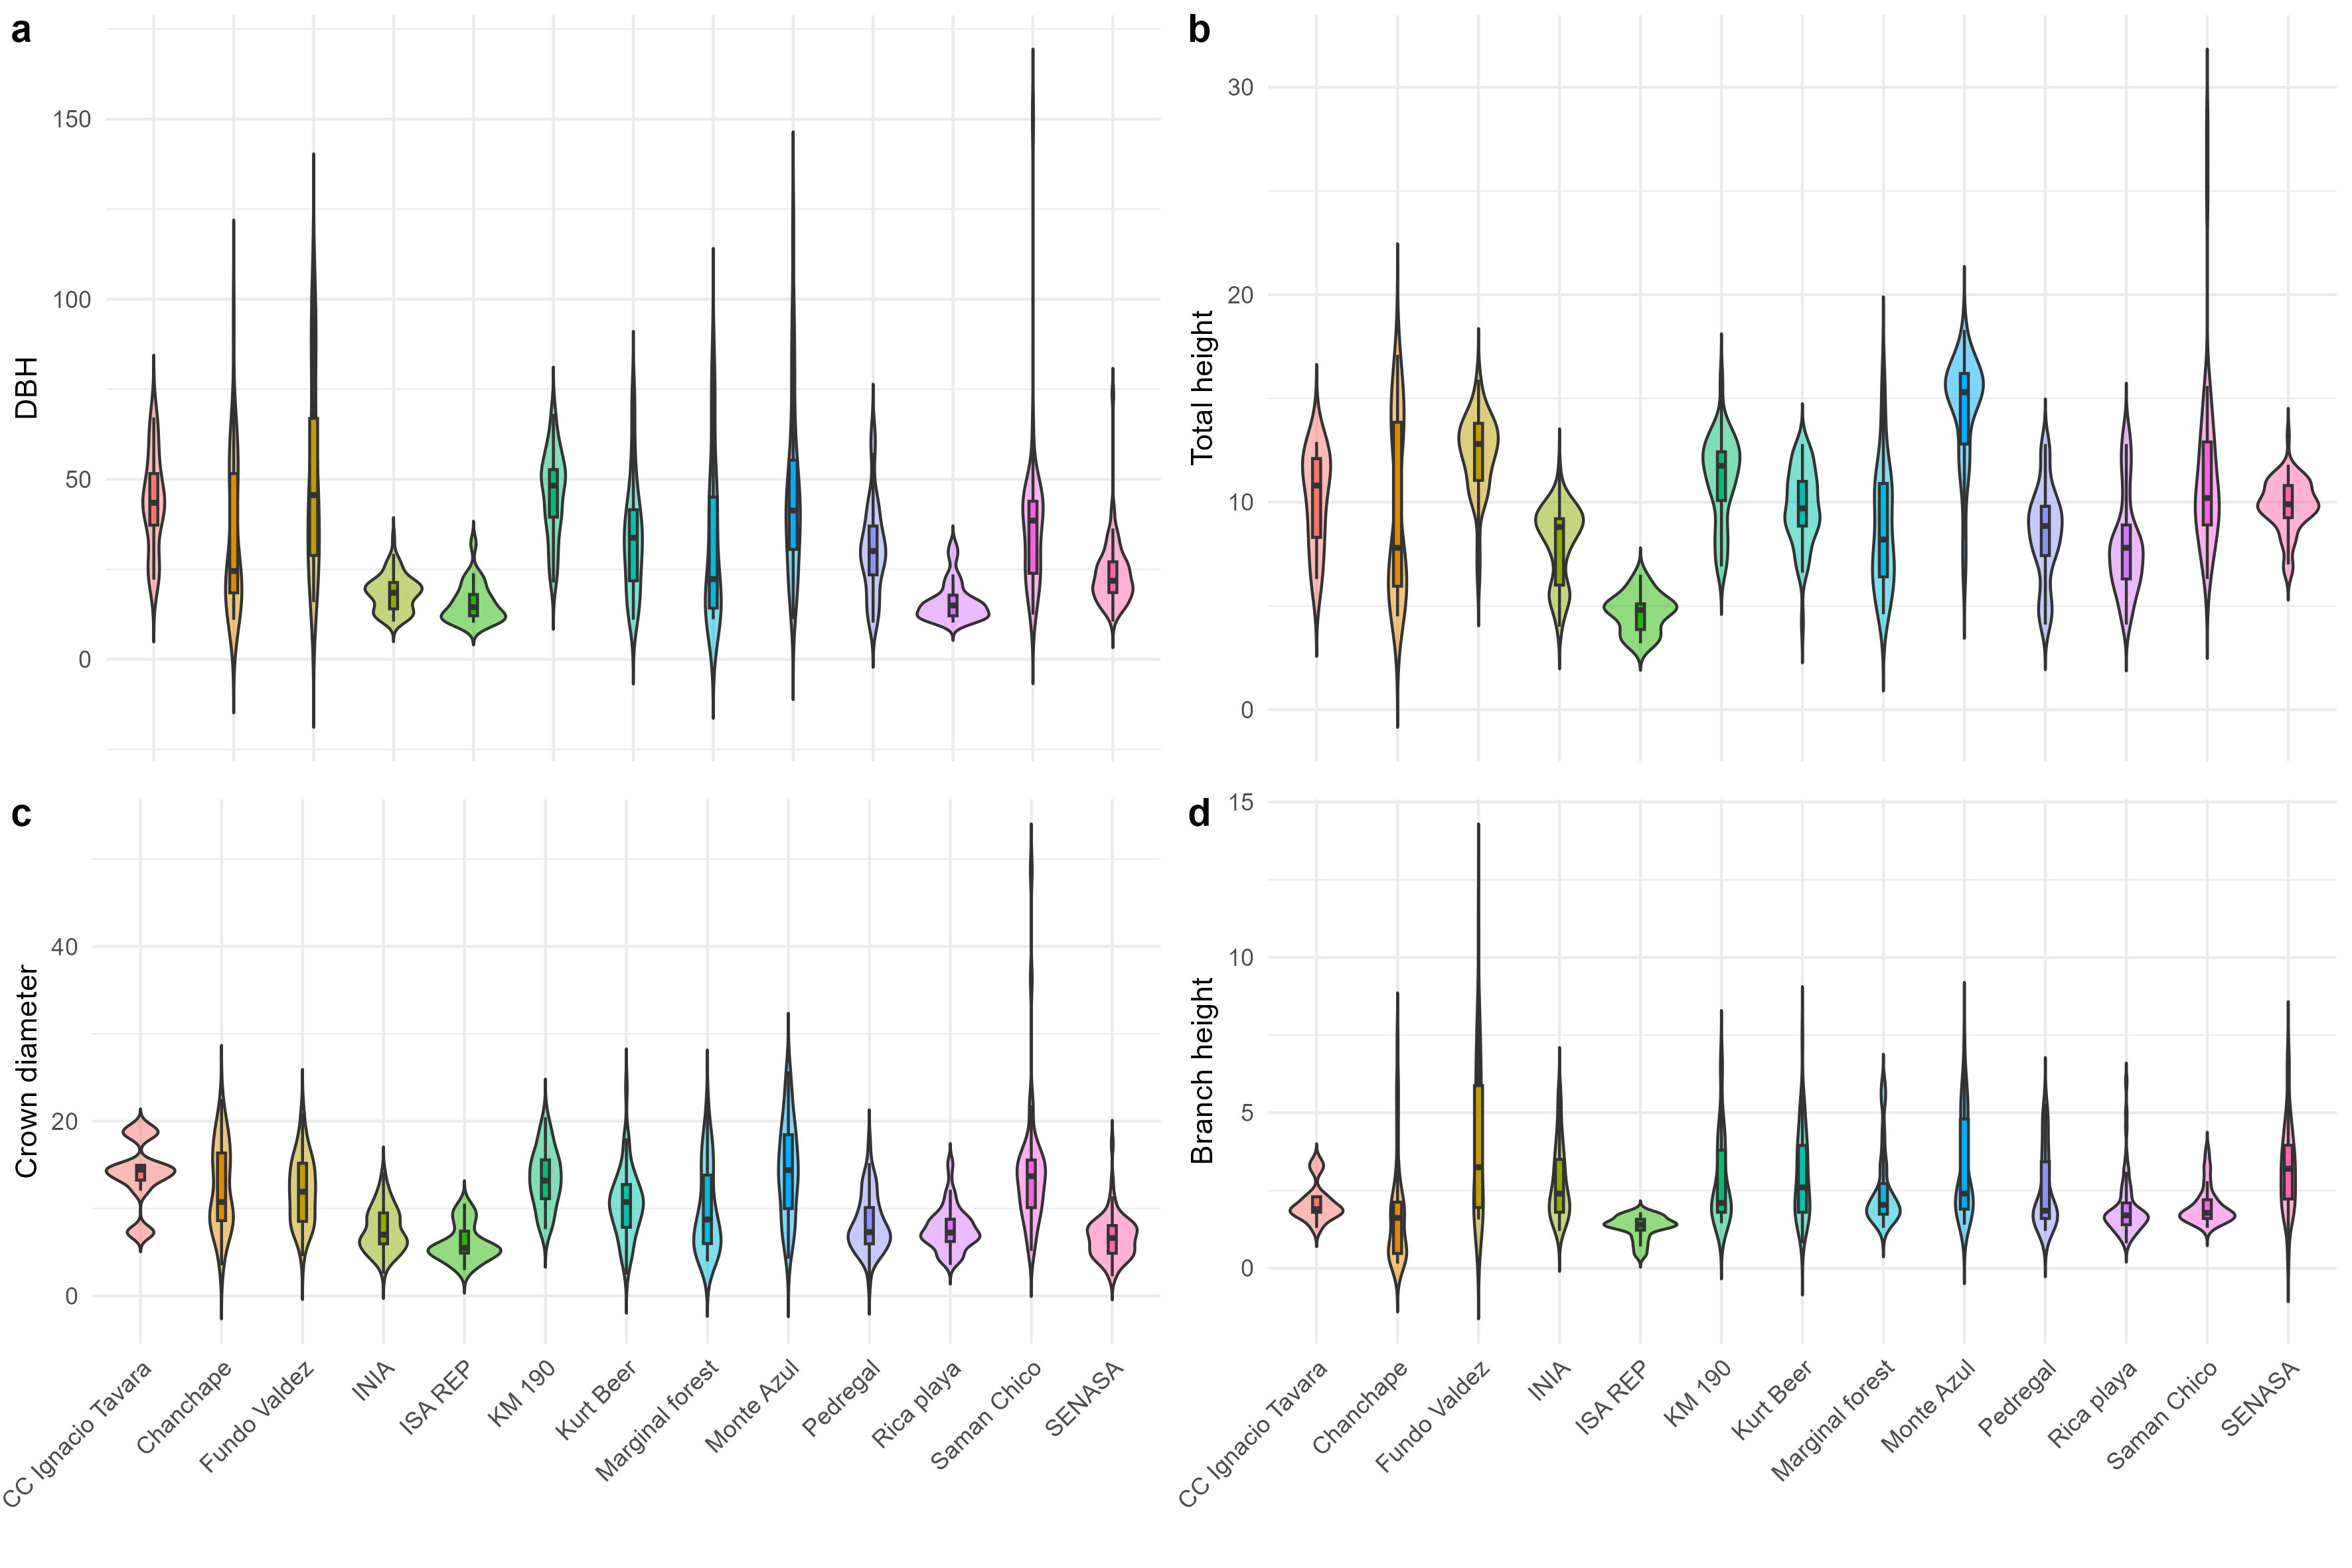 a
DBH
150
100
50
0
b
Total height
30
20
10
0
c
Crown diameter
40
20
0
CC Ignacio Tavara
Chanchape
Fundo Valdez
INIA
ISA REP
KM 190
Kurt Beer
Marginal forest
Monte Azul
Pedregal
Rica playa
Saman Chico
SENASA
d
Branch height
15
10
5
0
CC Ignacio Tavara
Chanchape
Fundo Valdez
INIA
ISA REP
KM 190
Kurt Beer
Marginal forest
Monte Azul
Pedregal
Rica playa
Saman Chico
SENASA